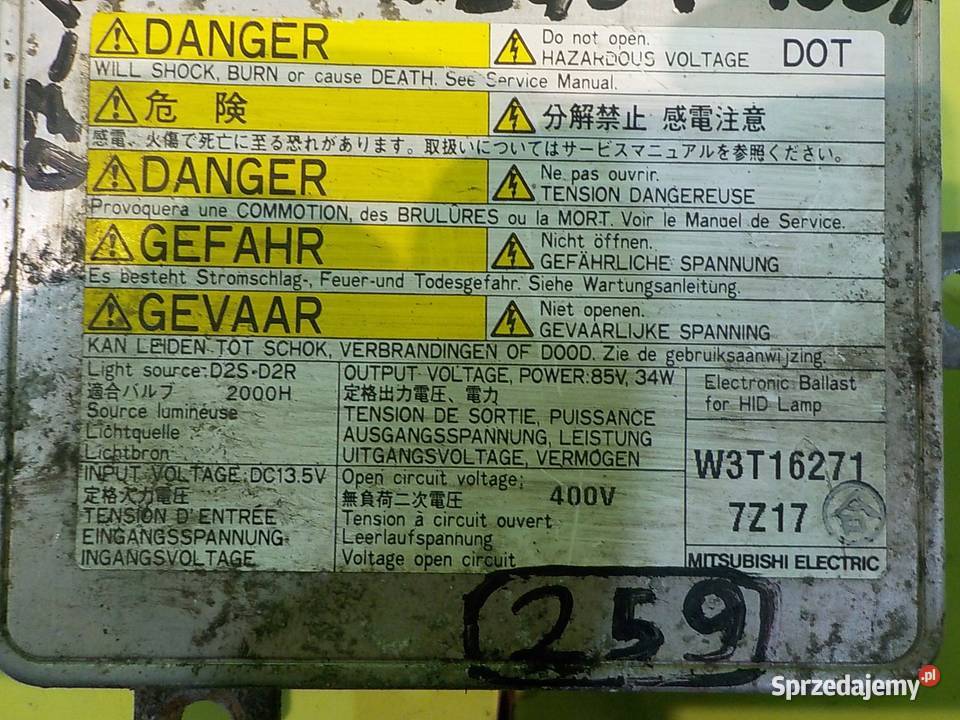 DANGER
Do not open.
HAZARDOUS VOLTAGE
DOT
WILL SHOCK, BURN or cause DEATH. See Service Manual.
危 険
分解禁止 感電注意
感電、火傷で死亡に至る恐れがあります。取扱いについてはサービスマニュアルを参照ください。
DANGER
Ne pas ouvrir.
TENSION DANGEREUSE
Provoquera une COMMOTION, des BRULÛRES ou la MORT. Voir le Manuel de Service.
GEFAHR
Nicht öffnen.
GEFÄHRLICHE SPANNUNG
Es besteht Stromschlag-, Feuer-und Todesgefahr. Siehe Wartungsanleitung.
GEVAAR
Niet openen.
GEVAARLIJKE SPANNING
KAN LEIDEN TOT SCHOK, VERBRANDINGEN OF DOOD. Zie de gebruiksaanwijzing.
Light source:D2S·D2R
適合バルブ 2000H
Source lumineuse
Lichtquelle
Lichtbron
INPUT VOLTAGE:DC13.5V
定格入力電圧
TENSION D'ENTRÉE
EINGANGSSPANNUNG
INGANGSVOLTAGE
OUTPUT VOLTAGE, POWER:85V, 34W
定格出力電圧、電力
TENSION DE SORTIE, PUISSANCE
AUSGANGSSPANNUNG, LEISTUNG
UITGANGSVOLTAGE, VERMOGEN
Open circuit voltage:
無負荷二次電圧 400V
Tension à circuit ouvert
Leerlaufspannung
Voltage open circuit
Electronic Ballast
for HID Lamp
W3T16271
7Z17 合
MITSUBISHI ELECTRIC
259
Sprzedajemy.pl